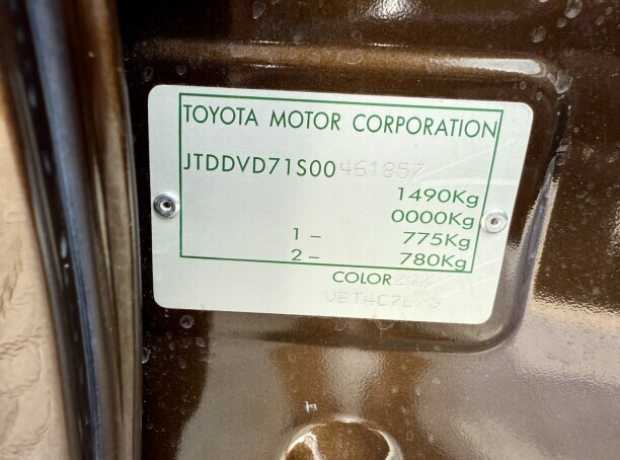 TOYOTA MOTOR CORPORATION
JTDDVD71S00461857
1490Kg
0000Kg
1 – 775Kg
2 – 780Kg
COLOR